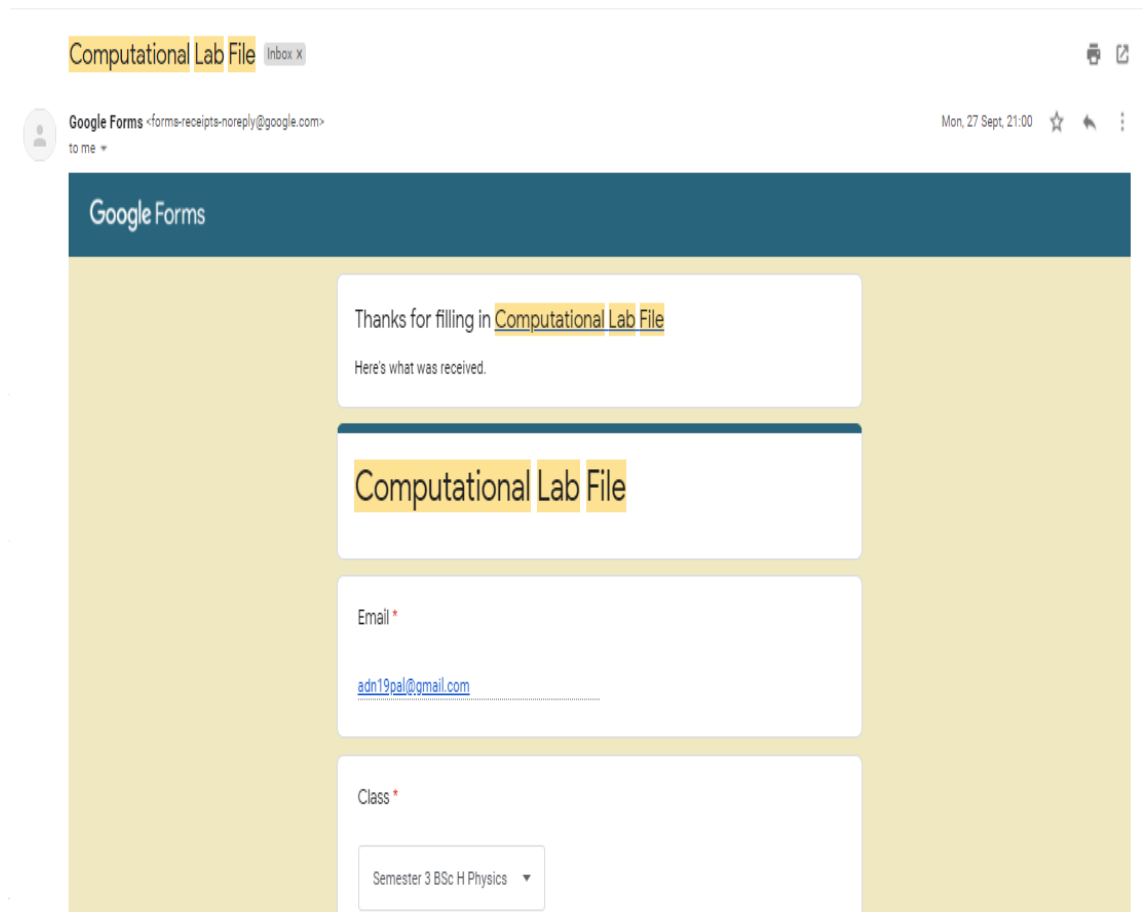 Computational Lab File Inbox X
Google Forms <forms-receipts-noreply@google.com> Mon, 27 Sept, 21:00
to me
Google Forms
Thanks for filling in Computational Lab File
Here's what was received.
Computational Lab File
Email *
adn19pal@gmail.com
Class *
Semester 3 BSc H Physics